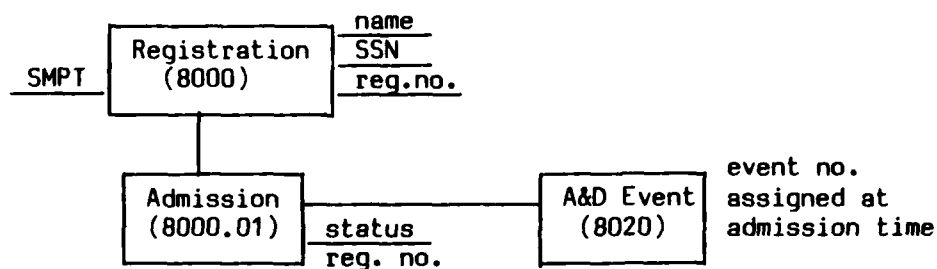 name
Registration
SSN
SMPT
(8000)
reg.no.
Admission
(8000.01)
status
reg. no.
A&D Event
(8020)
event no.
assigned at
admission time